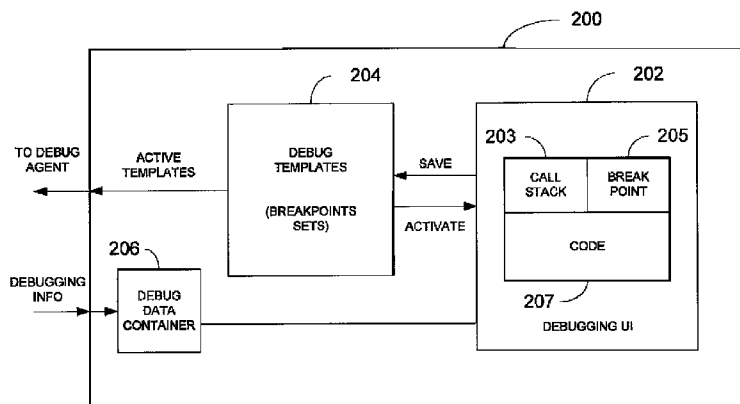 200
204
202
203
205
TO DEBUG
AGENT
ACTIVE
TEMPLATES
DEBUG
TEMPLATES
(BREAKPOINTS
SETS)
SAVE
ACTIVATE
CALL
STACK
BREAK
POINT
CODE
207
DEBUGGING UI
206
DEBUGGING
INFO
DEBUG
DATA
CONTAINER